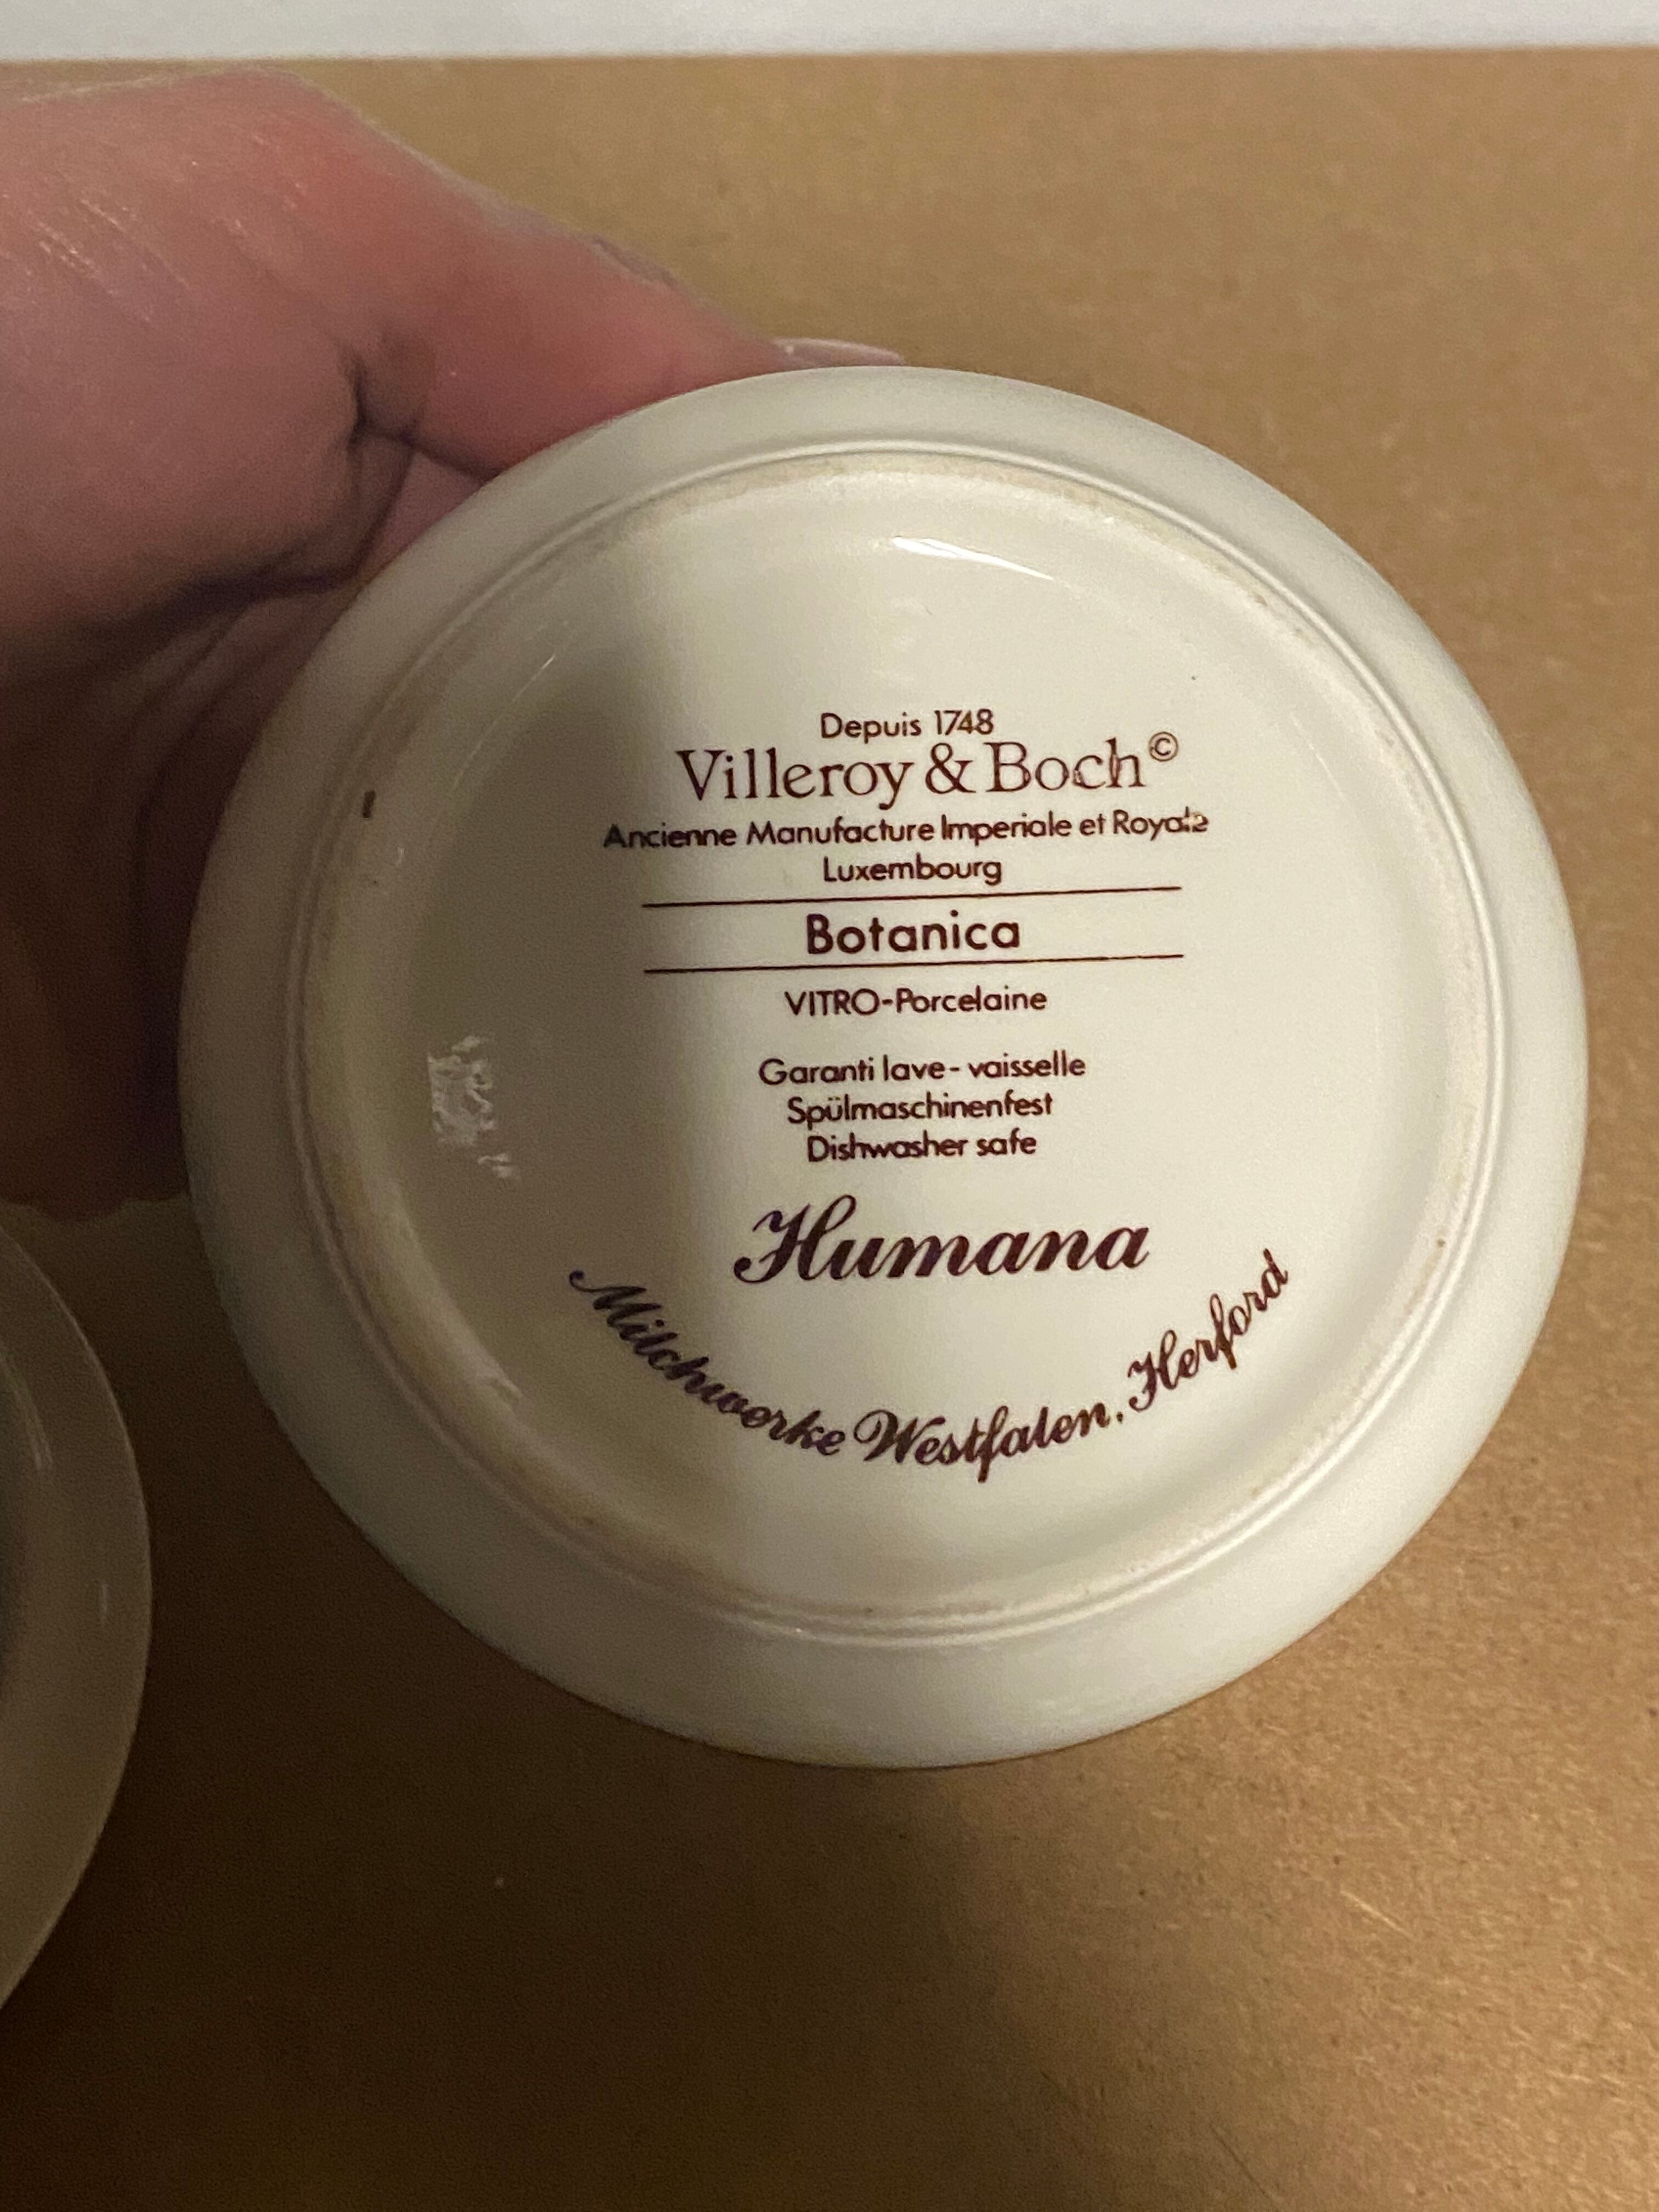 Depuis 1748
Villeroy & Boch©
Ancienne Manufacture Imperiale et Royale
Luxembourg
Botanica
VITRO-Porcelaine
Garanti lave-vaisselle
Spülmaschinenfest
Dishwasher safe
Humana
Milchwerke Westfalen. Herford